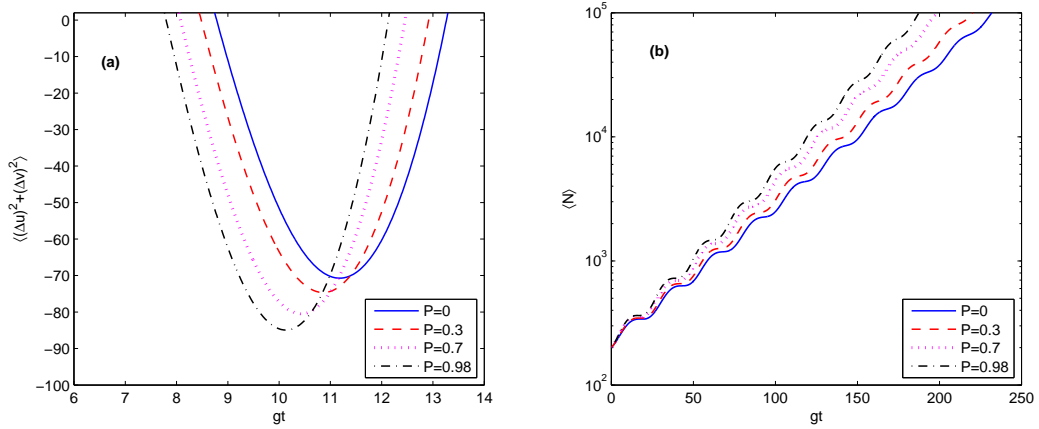 (a)
⟨(Δu)²+(Δv)²⟩
0
−10
−20
−30
−40
−50
−60
−70
−80
−90
−100
6 7 8 9 10 11 12 13 14
gt
P=0
P=0.3
P=0.7
P=0.98
(b)
⟨N⟩
10⁵
10⁴
10³
10²
0 50 100 150 200 250
gt
P=0
P=0.3
P=0.7
P=0.98